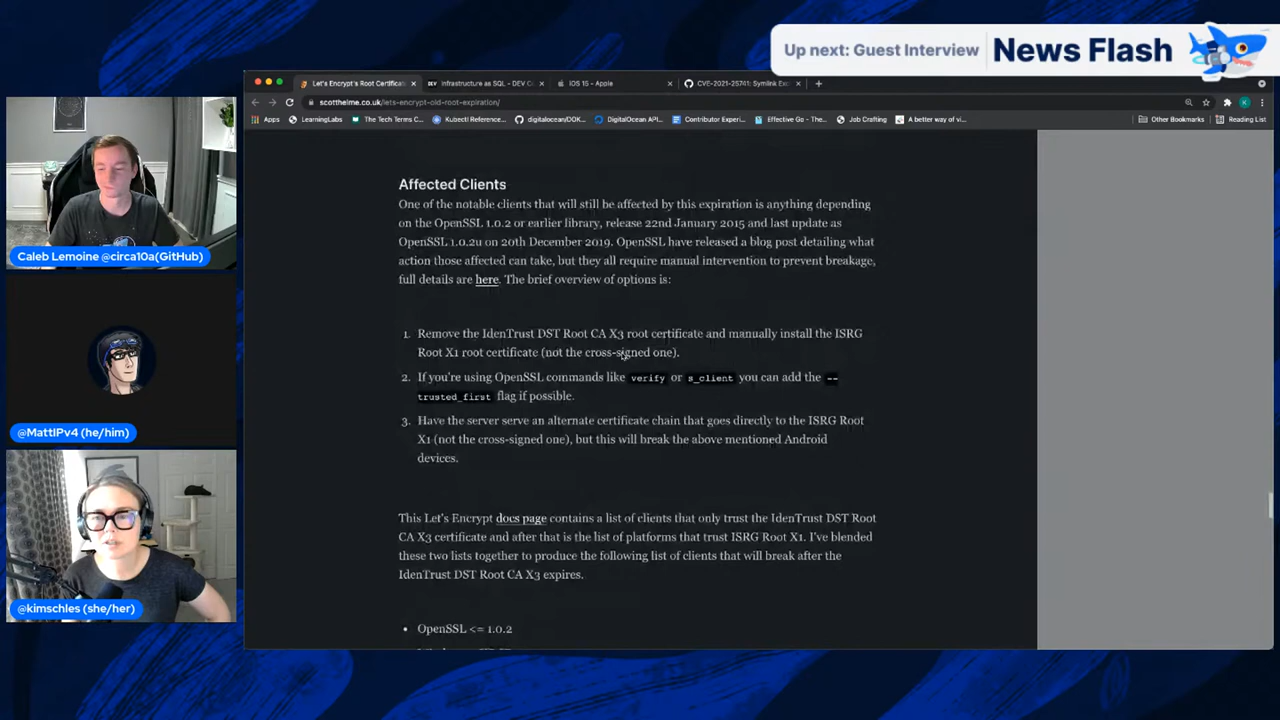 Up next: Guest Interview
News Flash
Let's Encrypt's Root Certificat
Infrastructure as SQL - DEV C
iOS 15 - Apple
CVE-2021-25741: Symlink Ex
scotthelme.co.uk/lets-encrypt-old-root-expiration/
Apps
LearningLabs
The Tech Terms C...
Kubectl Reference...
digitalocean/DOK...
DigitalOcean API...
Contributor Experi...
Effective Go - The...
Job Crafting
A better way of vi...
Other Bookmarks
Reading List
Affected Clients
One of the notable clients that will still be affected by this expiration is anything depending
on the OpenSSL 1.0.2 or earlier library, release 22nd January 2015 and last update as
OpenSSL 1.0.2u on 20th December 2019. OpenSSL have released a blog post detailing what
action those affected can take, but they all require manual intervention to prevent breakage,
full details are here. The brief overview of options is:
1. Remove the IdenTrust DST Root CA X3 root certificate and manually install the ISRG
Root X1 root certificate (not the cross-signed one).
2. If you're using OpenSSL commands like verify or s_client you can add the --
trusted_first flag if possible.
3. Have the server serve an alternate certificate chain that goes directly to the ISRG Root
X1 (not the cross-signed one), but this will break the above mentioned Android
devices.
This Let's Encrypt docs page contains a list of clients that only trust the IdenTrust DST Root
CA X3 certificate and after that is the list of platforms that trust ISRG Root X1. I've blended
these two lists together to produce the following list of clients that will break after the
IdenTrust DST Root CA X3 expires.
• OpenSSL <= 1.0.2
Caleb Lemoine @circa10a(GitHub)
@MattIPv4 (he/him)
@kimschles (she/her)